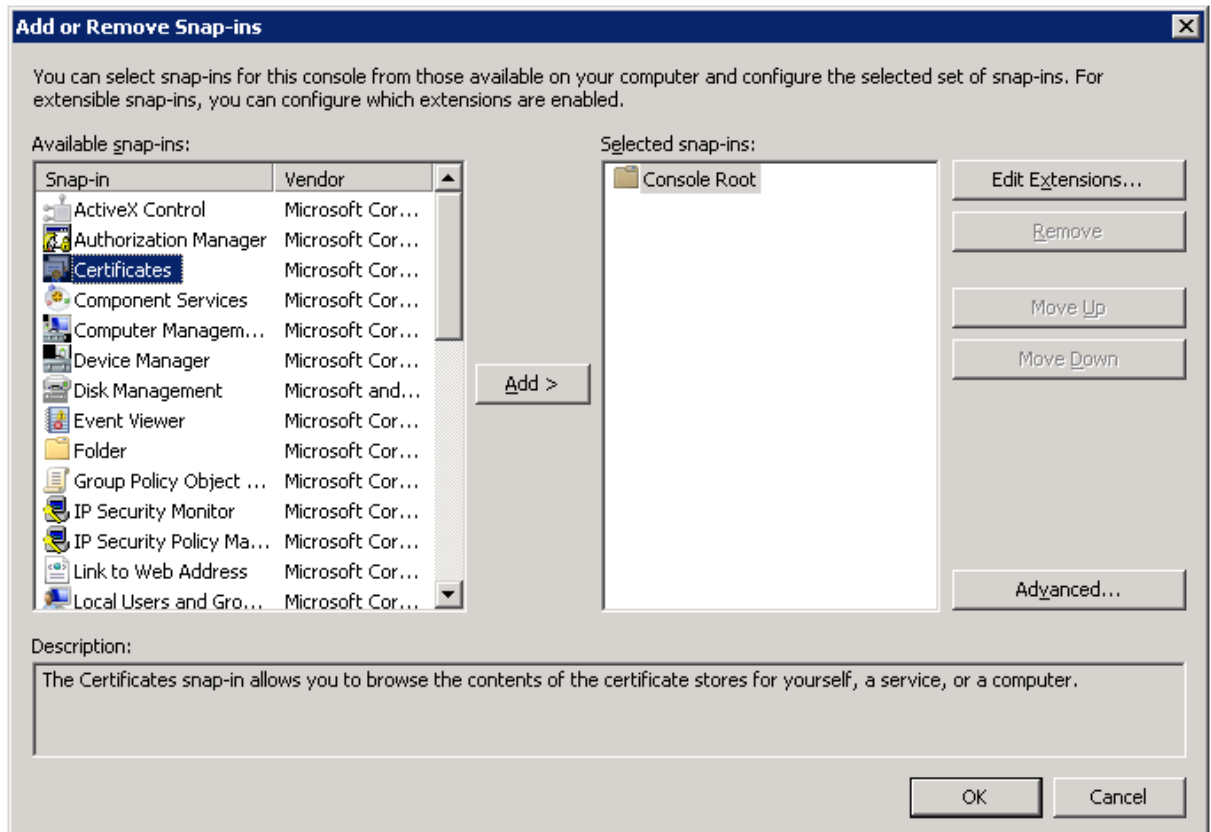 Add or Remove Snap-ins
You can select snap-ins for this console from those available on your computer and configure the selected set of snap-ins. For
extensible snap-ins, you can configure which extensions are enabled.
Available snap-ins:
Snap-in Vendor
ActiveX Control Microsoft Cor...
Authorization Manager Microsoft Cor...
Certificates Microsoft Cor...
Component Services Microsoft Cor...
Computer Managem... Microsoft Cor...
Device Manager Microsoft Cor...
Disk Management Microsoft and...
Event Viewer Microsoft Cor...
Folder Microsoft Cor...
Group Policy Object ... Microsoft Cor...
IP Security Monitor Microsoft Cor...
IP Security Policy Ma... Microsoft Cor...
Link to Web Address Microsoft Cor...
Local Users and Gro... Microsoft Cor...
Add >
Selected snap-ins:
Console Root
Edit Extensions...
Remove
Move Up
Move Down
Advanced...
Description:
The Certificates snap-in allows you to browse the contents of the certificate stores for yourself, a service, or a computer.
OK Cancel